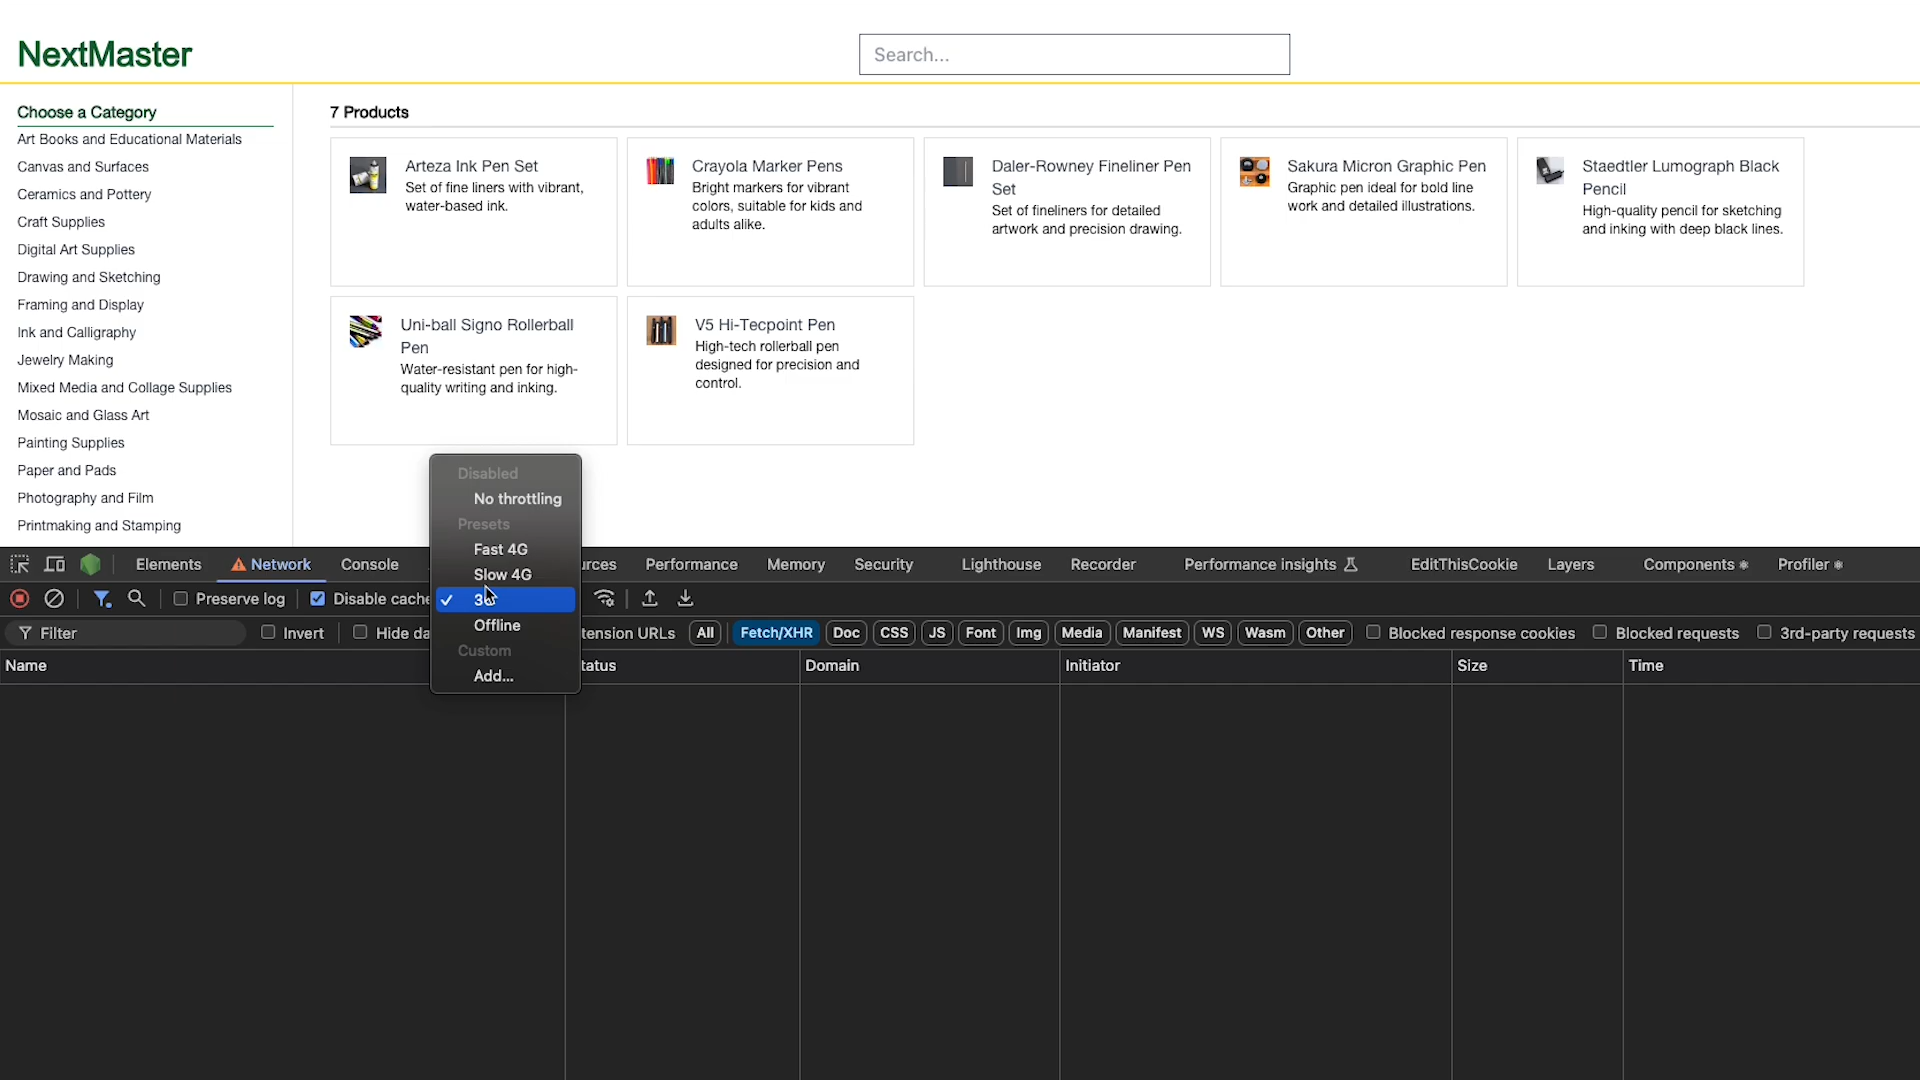 NextMaster
Search...
Choose a Category
Art Books and Educational Materials
Canvas and Surfaces
Ceramics and Pottery
Craft Supplies
Digital Art Supplies
Drawing and Sketching
Framing and Display
Ink and Calligraphy
Jewelry Making
Mixed Media and Collage Supplies
Mosaic and Glass Art
Painting Supplies
Paper and Pads
Photography and Film
Printmaking and Stamping
7 Products
Arteza Ink Pen Set
Set of fine liners with vibrant,
water-based ink.
Crayola Marker Pens
Bright markers for vibrant
colors, suitable for kids and
adults alike.
Daler-Rowney Fineliner Pen
Set
Set of fineliners for detailed
artwork and precision drawing.
Sakura Micron Graphic Pen
Graphic pen ideal for bold line
work and detailed illustrations.
Staedtler Lumograph Black
Pencil
High-quality pencil for sketching
and inking with deep black lines.
Uni-ball Signo Rollerball
Pen
Water-resistant pen for high-
quality writing and inking.
V5 Hi-Tecpoint Pen
High-tech rollerball pen
designed for precision and
control.
Disabled
No throttling
Presets
Fast 4G
Slow 4G
3G
Offline
Custom
Add...
Elements Network Console urces Performance Memory Security Lighthouse Recorder Performance insights EditThisCookie Layers Components Profiler
Preserve log Disable cache
Filter Invert Hide da tension URLs All Fetch/XHR Doc CSS JS Font Img Media Manifest WS Wasm Other Blocked response cookies Blocked requests 3rd-party requests
Name tatus Domain Initiator Size Time